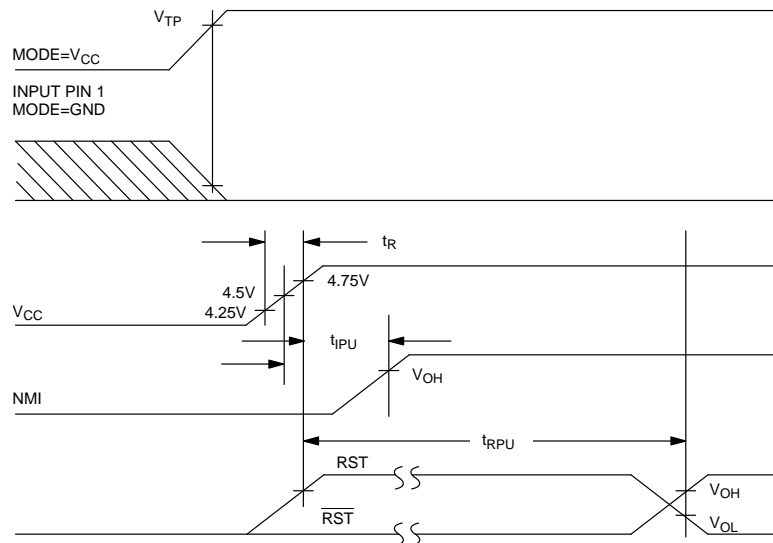 V_TP
MODE=V_CC
INPUT PIN 1
MODE=GND
t_R
4.75V
4.5V
4.25V
V_CC
t_IPU
V_OH
NMI
t_RPU
RST
V_OH
R̅S̅T̅
V_OL